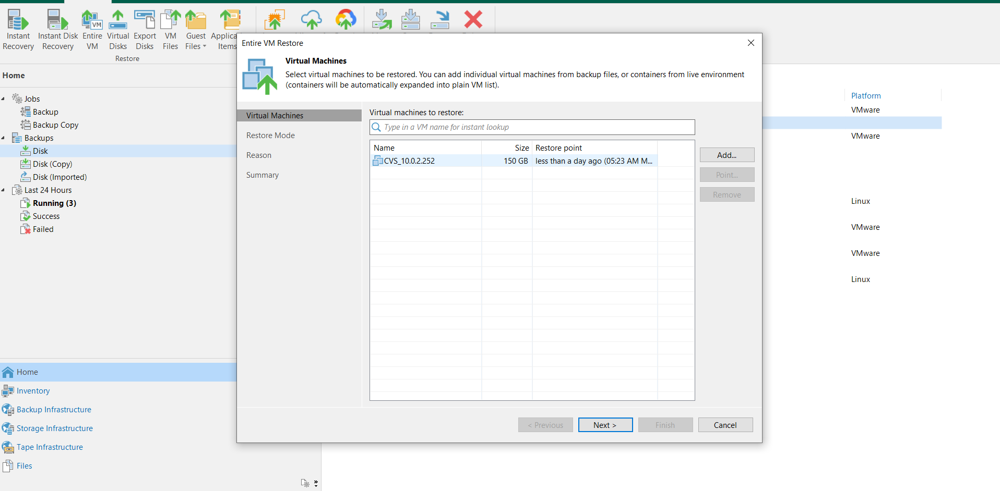 Instant Recovery
Instant Disk Recovery
Entire VM
Virtual Disks
Export Disks
VM Files
Guest Files
Applica
Items
Restore
Home
Jobs
Backup
Backup Copy
Backups
Disk
Disk (Copy)
Disk (Imported)
Last 24 Hours
Running (3)
Success
Failed
Home
Inventory
Backup Infrastructure
Storage Infrastructure
Tape Infrastructure
Files
Entire VM Restore
Virtual Machines
Select virtual machines to be restored. You can add individual virtual machines from backup files, or containers from live environment
(containers will be automatically expanded into plain VM list).
Virtual Machines
Restore Mode
Reason
Summary
Virtual machines to restore:
Type in a VM name for instant lookup
Name Size Restore point
CVS_10.0.2.252 150 GB less than a day ago (05:23 AM M...
Add...
Point...
Remove
< Previous
Next >
Finish
Cancel
Platform
VMware
VMware
Linux
VMware
VMware
Linux